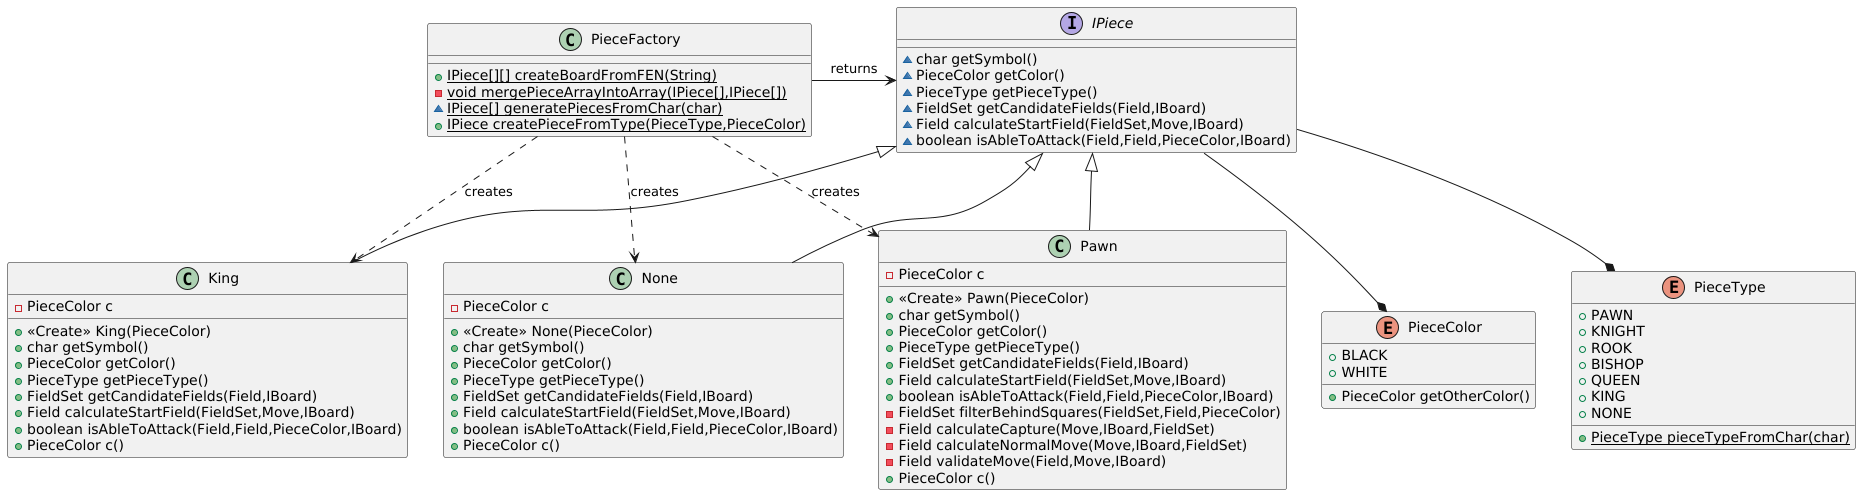 C PieceFactory
IPiece[][] createBoardFromFEN(String)
void mergePieceArrayIntoArray(IPiece[],IPiece[])
IPiece[] generatePiecesFromChar(char)
IPiece createPieceFromType(PieceType,PieceColor)
returns
I IPiece
char getSymbol()
PieceColor getColor()
PieceType getPieceType()
FieldSet getCandidateFields(Field,IBoard)
Field calculateStartField(FieldSet,Move,IBoard)
boolean isAbleToAttack(Field,Field,PieceColor,IBoard)
creates
creates
creates
C King
PieceColor c
«Create» King(PieceColor)
char getSymbol()
PieceColor getColor()
PieceType getPieceType()
FieldSet getCandidateFields(Field,IBoard)
Field calculateStartField(FieldSet,Move,IBoard)
boolean isAbleToAttack(Field,Field,PieceColor,IBoard)
PieceColor c()
C None
PieceColor c
«Create» None(PieceColor)
char getSymbol()
PieceColor getColor()
PieceType getPieceType()
FieldSet getCandidateFields(Field,IBoard)
Field calculateStartField(FieldSet,Move,IBoard)
boolean isAbleToAttack(Field,Field,PieceColor,IBoard)
PieceColor c()
C Pawn
PieceColor c
«Create» Pawn(PieceColor)
char getSymbol()
PieceColor getColor()
PieceType getPieceType()
FieldSet getCandidateFields(Field,IBoard)
Field calculateStartField(FieldSet,Move,IBoard)
boolean isAbleToAttack(Field,Field,PieceColor,IBoard)
FieldSet filterBehindSquares(FieldSet,Field,PieceColor)
Field calculateCapture(Move,IBoard,FieldSet)
Field calculateNormalMove(Move,IBoard,FieldSet)
Field validateMove(Field,Move,IBoard)
PieceColor c()
E PieceColor
BLACK
WHITE
PieceColor getOtherColor()
E PieceType
PAWN
KNIGHT
ROOK
BISHOP
QUEEN
KING
NONE
PieceType pieceTypeFromChar(char)